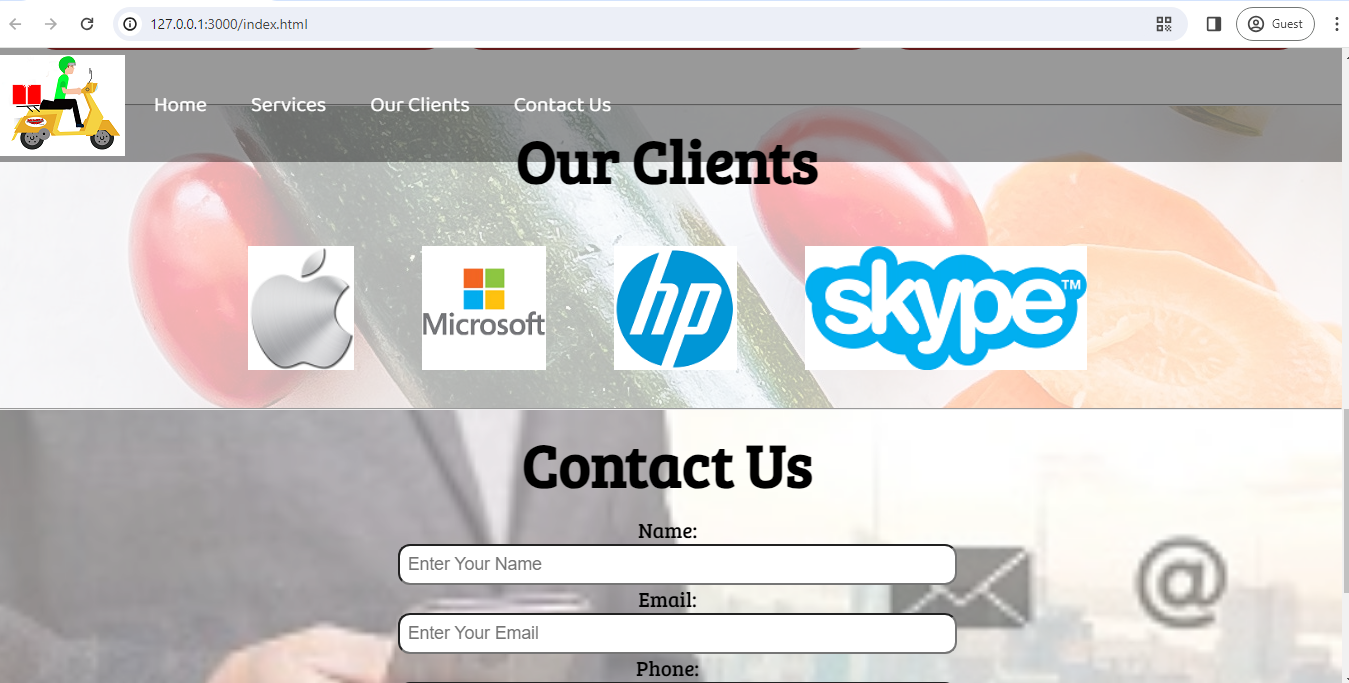 127.0.0.1:3000/index.html
Guest
Home Services Our Clients Contact Us
Our Clients
Microsoft
hp
skype™
Contact Us
Name:
Enter Your Name
Email:
Enter Your Email
@
Phone: